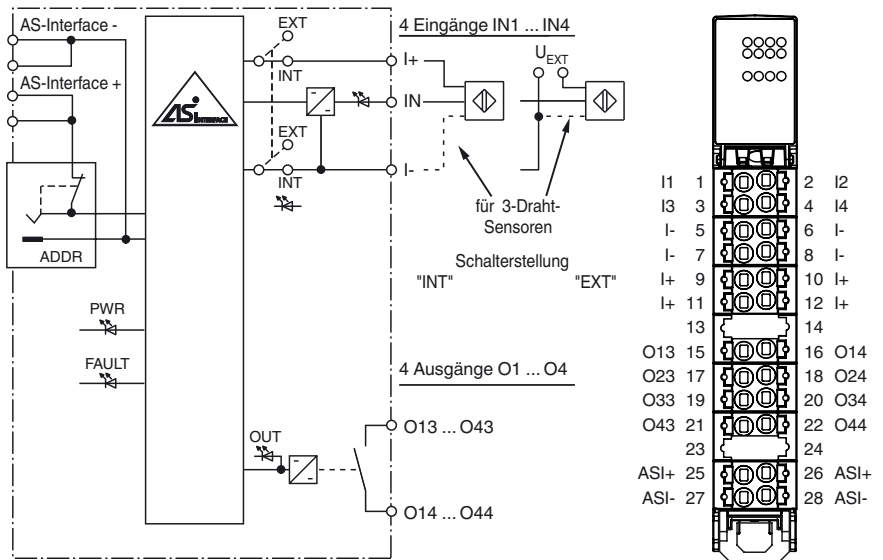 AS-Interface -
AS-Interface +
ADDR
PWR
FAULT
ASi
INTERFACE
EXT
INT
EXT
INT
OUT
4 Eingänge IN1 ... IN4
I+
IN
I-
UEXT
für 3-Draht-
Sensoren
Schalterstellung
"INT" "EXT"
4 Ausgänge O1 ... O4
O13 ... O43
O14 ... O44
I1 1 2 I2
I3 3 4 I4
I- 5 6 I-
I- 7 8 I-
I+ 9 10 I+
I+ 11 12 I+
13 14
O13 15 16 O14
O23 17 18 O24
O33 19 20 O34
O43 21 22 O44
23 24
ASI+ 25 26 ASI+
ASI- 27 28 ASI-